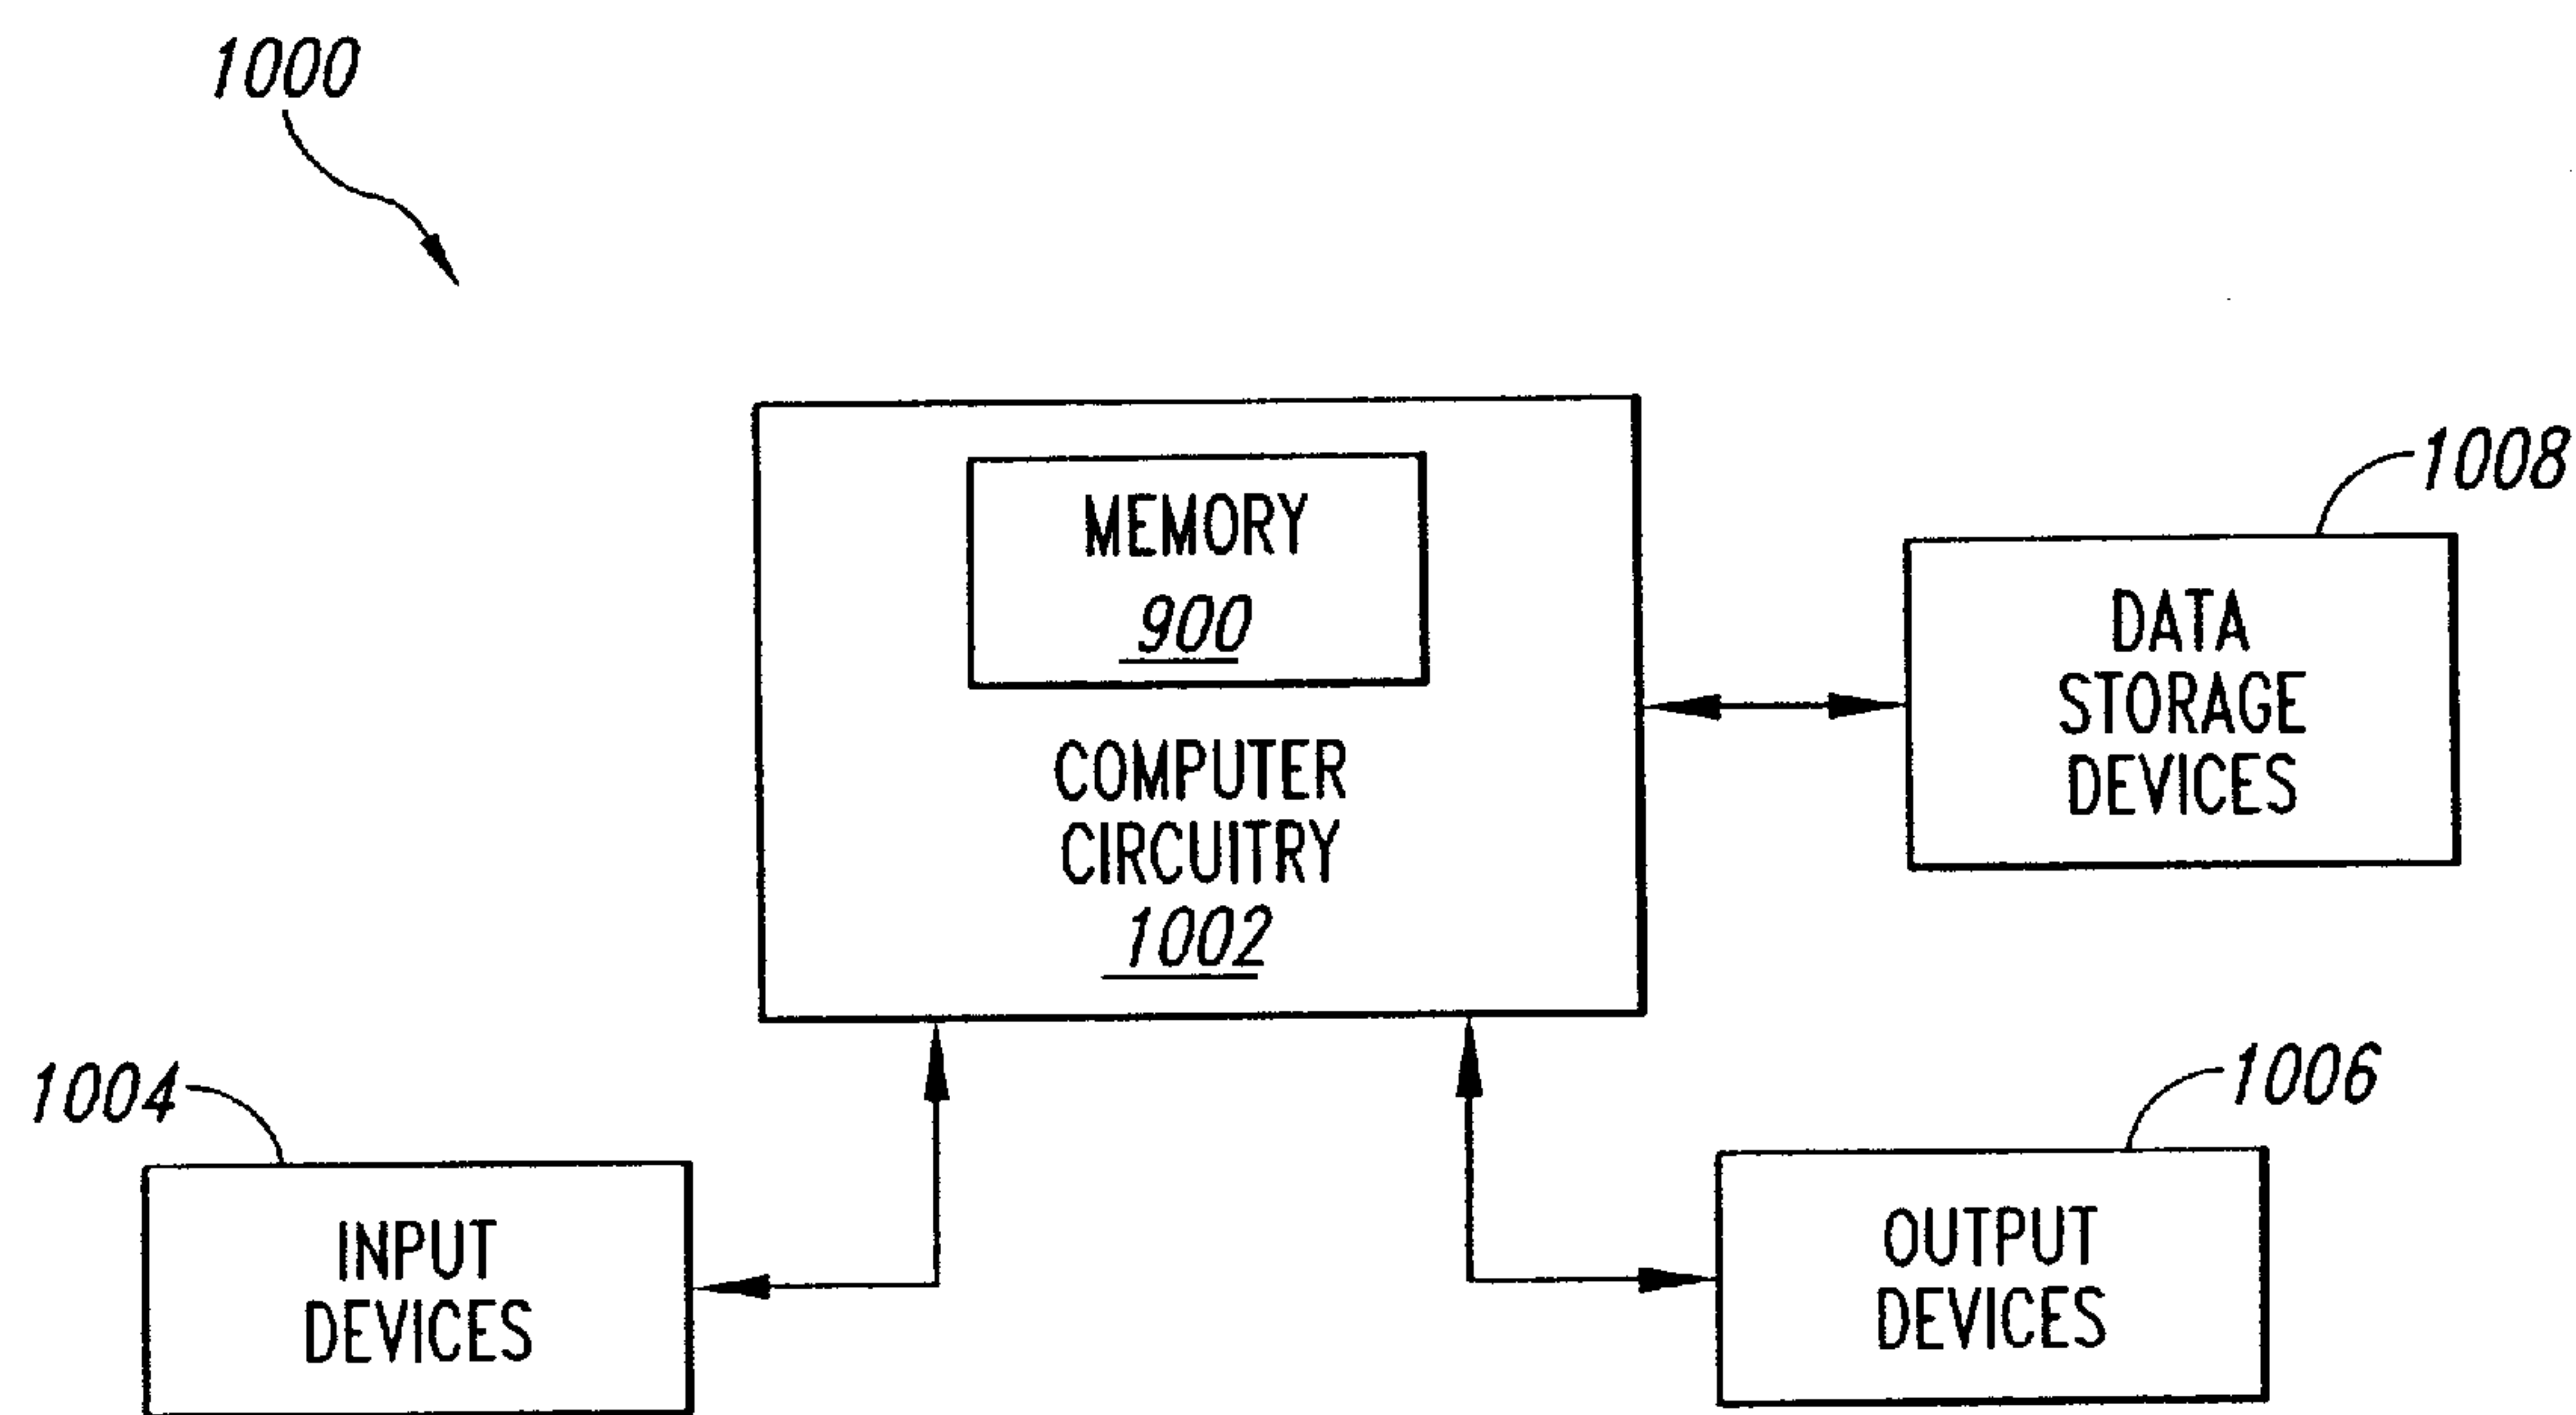 1000
MEMORY
900
COMPUTER
CIRCUITRY
1002
1008
DATA
STORAGE
DEVICES
1004
INPUT
DEVICES
1006
OUTPUT
DEVICES